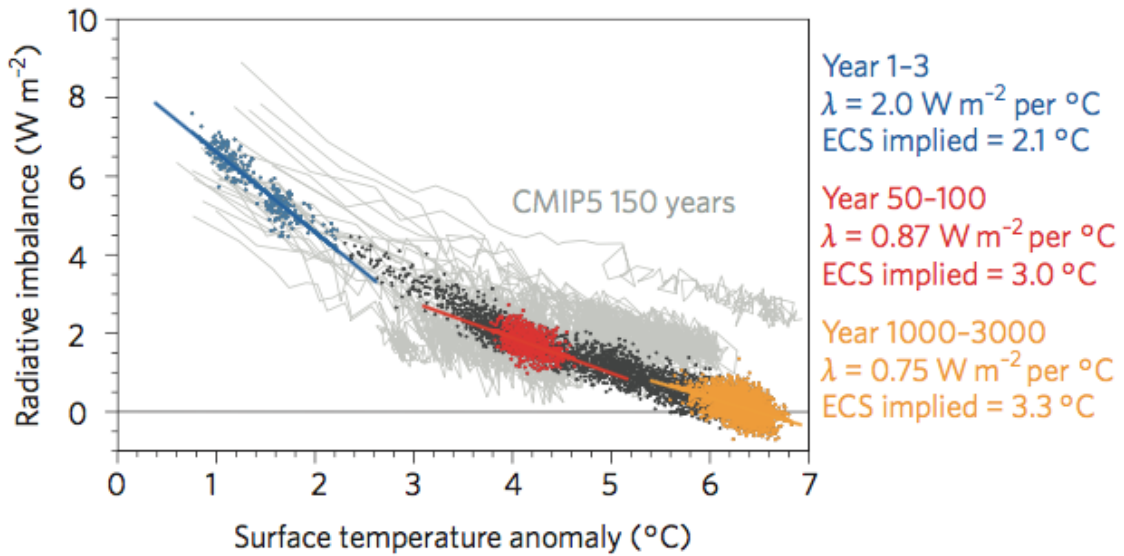 Radiative imbalance (W m⁻²)
10
8
6
4
2
0
0 1 2 3 4 5 6 7
Surface temperature anomaly (°C)
CMIP5 150 years
Year 1–3
λ = 2.0 W m⁻² per °C
ECS implied = 2.1 °C
Year 50–100
λ = 0.87 W m⁻² per °C
ECS implied = 3.0 °C
Year 1000–3000
λ = 0.75 W m⁻² per °C
ECS implied = 3.3 °C